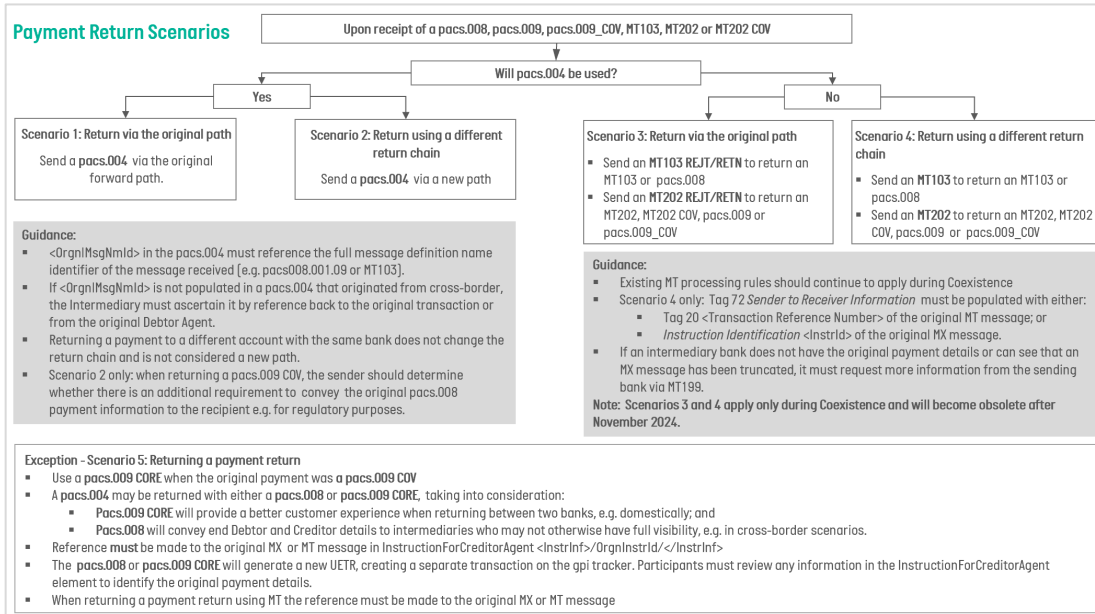 Payment Return Scenarios
Upon receipt of a pacs.008, pacs.009, pacs.009_COV, MT103, MT202 or MT202 COV
Will pacs.004 be used?
Yes
No
Scenario 1: Return via the original path
Send a pacs.004 via the original
forward path.
Scenario 2: Return using a different
return chain
Send a pacs.004 via a new path
Scenario 3: Return via the original path
▪ Send an MT103 REJT/RETN to return an
MT103 or pacs.008
▪ Send an MT202 REJT/RETN to return an
MT202, MT202 COV, pacs.009 or
pacs.009_COV
Scenario 4: Return using a different return
chain
▪ Send an MT103 to return an MT103 or
pacs.008
▪ Send an MT202 to return an MT202, MT202
COV, pacs.009 or pacs.009_COV
Guidance:
▪ <OrgnlMsgNmId> in the pacs.004 must reference the full message definition name
identifier of the message received [e.g. pacs008.001.09 or MT103].
▪ If <OrgnlMsgNmId> is not populated in a pacs.004 that originated from cross-border,
the Intermediary must ascertain it by reference back to the original transaction or
from the original Debtor Agent.
▪ Returning a payment to a different account with the same bank does not change the
return chain and is not considered a new path.
▪ Scenario 2 only: when returning a pacs.009 COV, the sender should determine
whether there is an additional requirement to convey the original pacs.008
payment information to the recipient e.g. for regulatory purposes.
Guidance:
▪ Existing MT processing rules should continue to apply during Coexistence
▪ Scenario 4 only: Tag 72 Sender to Receiver Information must be populated with either:
▪ Tag 20 <Transaction Reference Number> of the original MT message; or
▪ Instruction Identification <InstrId> of the original MX message.
▪ If an intermediary bank does not have the original payment details or can see that an
MX message has been truncated, it must request more information from the sending
bank via MT199.
Note: Scenarios 3 and 4 apply only during Coexistence and will become obsolete after
November 2024.
Exception - Scenario 5: Returning a payment return
▪ Use a pacs.009 CORE when the original payment was a pacs.009 COV
▪ A pacs.004 may be returned with either a pacs.008 or pacs.009 CORE, taking into consideration:
▪ Pacs.009 CORE will provide a better customer experience when returning between two banks, e.g. domestically; and
▪ Pacs.008 will convey end Debtor and Creditor details to intermediaries who may not otherwise have full visibility, e.g. in cross-border scenarios.
▪ Reference must be made to the original MX or MT message in InstructionForCreditorAgent <InstrInf>/OrgnInstrId/</InstrInf>
▪ The pacs.008 or pacs.009 CORE will generate a new UETR, creating a separate transaction on the gpi tracker. Participants must review any information in the InstructionForCreditorAgent
element to identify the original payment details.
▪ When returning a payment return using MT the reference must be made to the original MX or MT message